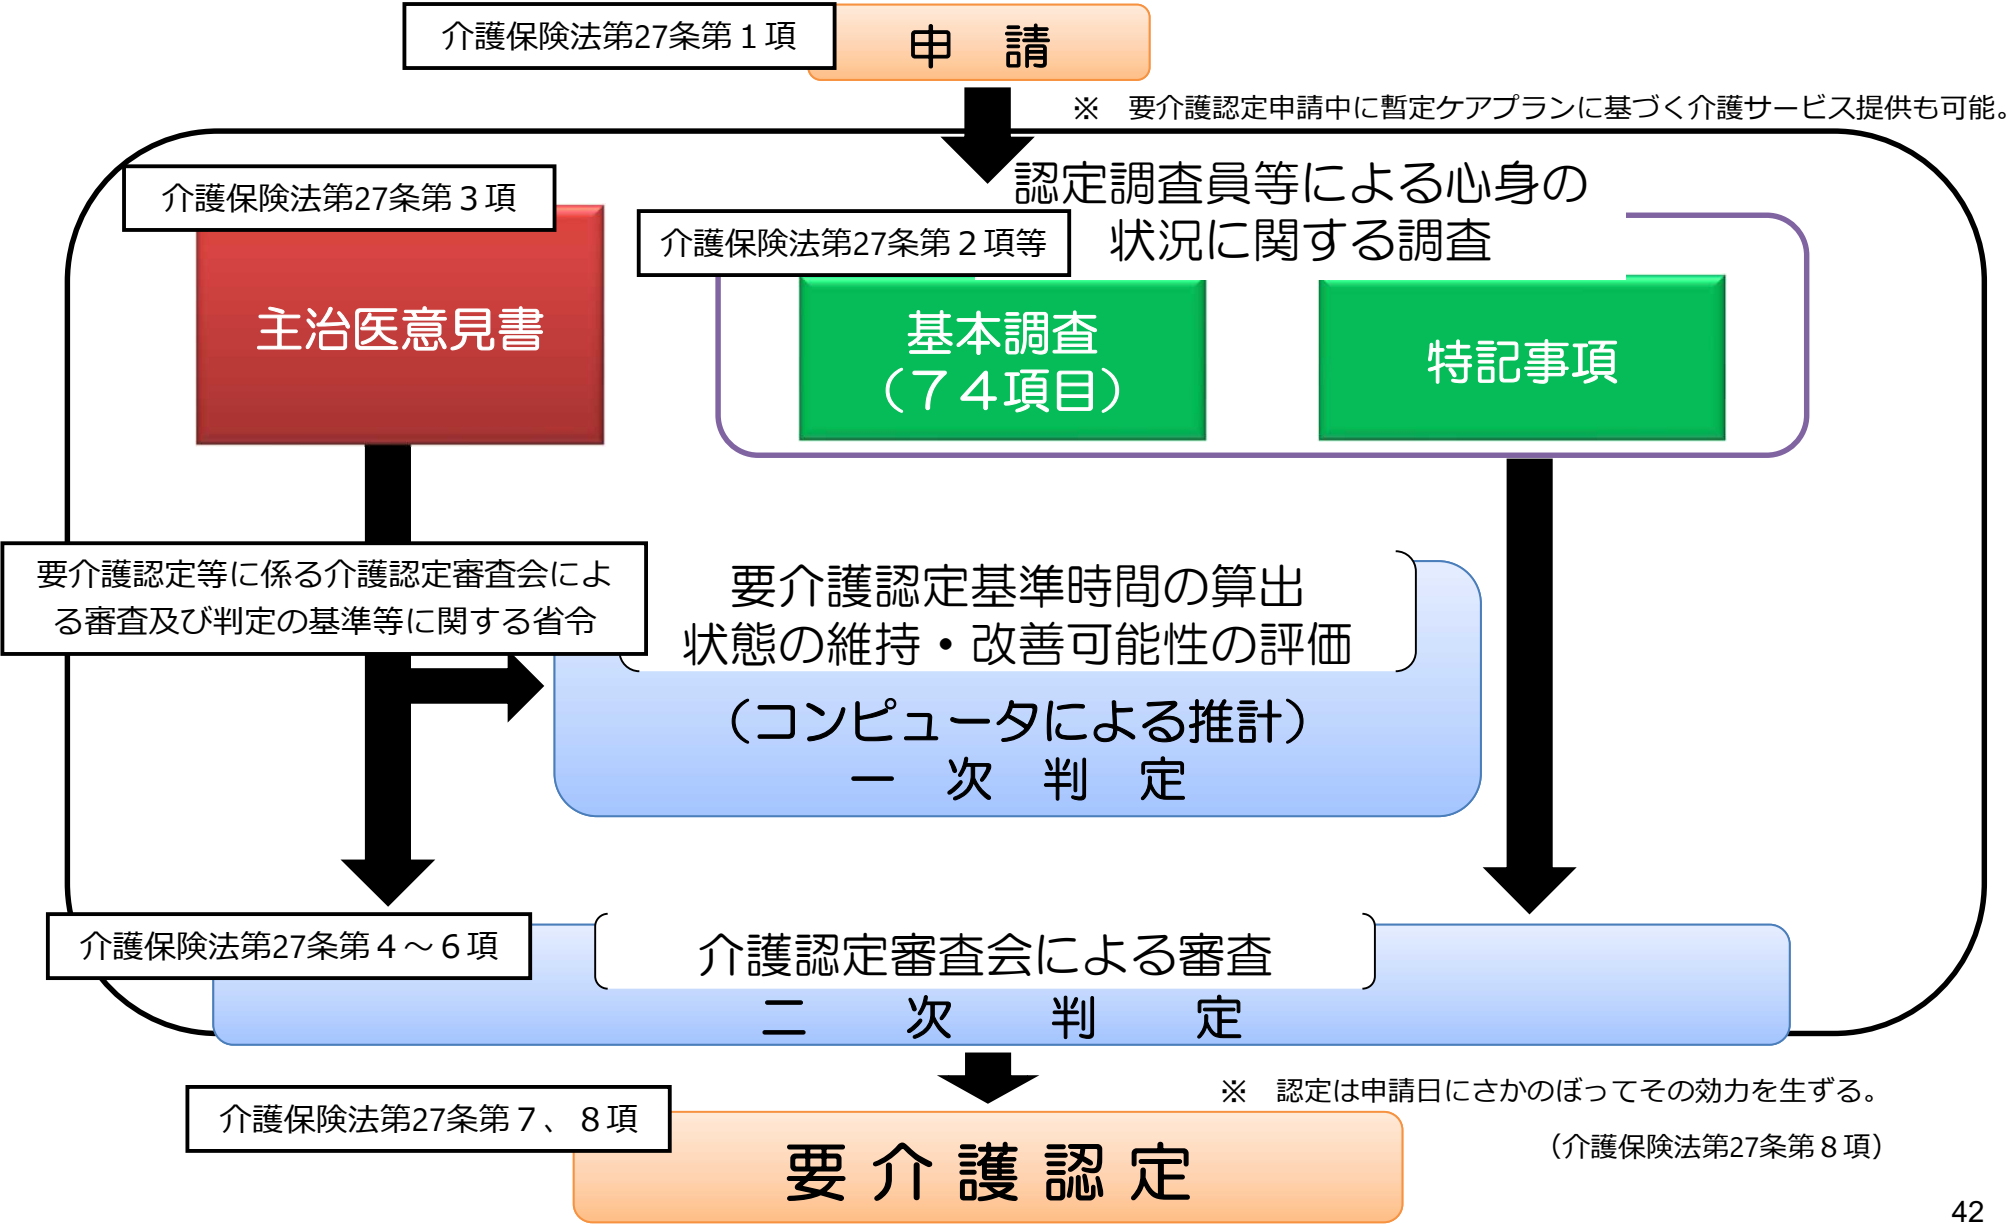 介護保険法第27条第１項
申　請
※　要介護認定申請中に暫定ケアプランに基づく介護サービス提供も可能。
介護保険法第27条第３項
認定調査員等による心身の
状況に関する調査
介護保険法第27条第２項等
主治医意見書
基本調査
（７４項目）
特記事項
要介護認定等に係る介護認定審査会によ
る審査及び判定の基準等に関する省令
要介護認定基準時間の算出
状態の維持・改善可能性の評価
（コンピュータによる推計）
一　次　判　定
介護保険法第27条第４～６項
介護認定審査会による審査
二　　次　　判　　定
介護保険法第27条第７、８項
※　認定は申請日にさかのぼってその効力を生ずる。
（介護保険法第27条第８項）
要 介 護 認 定
42